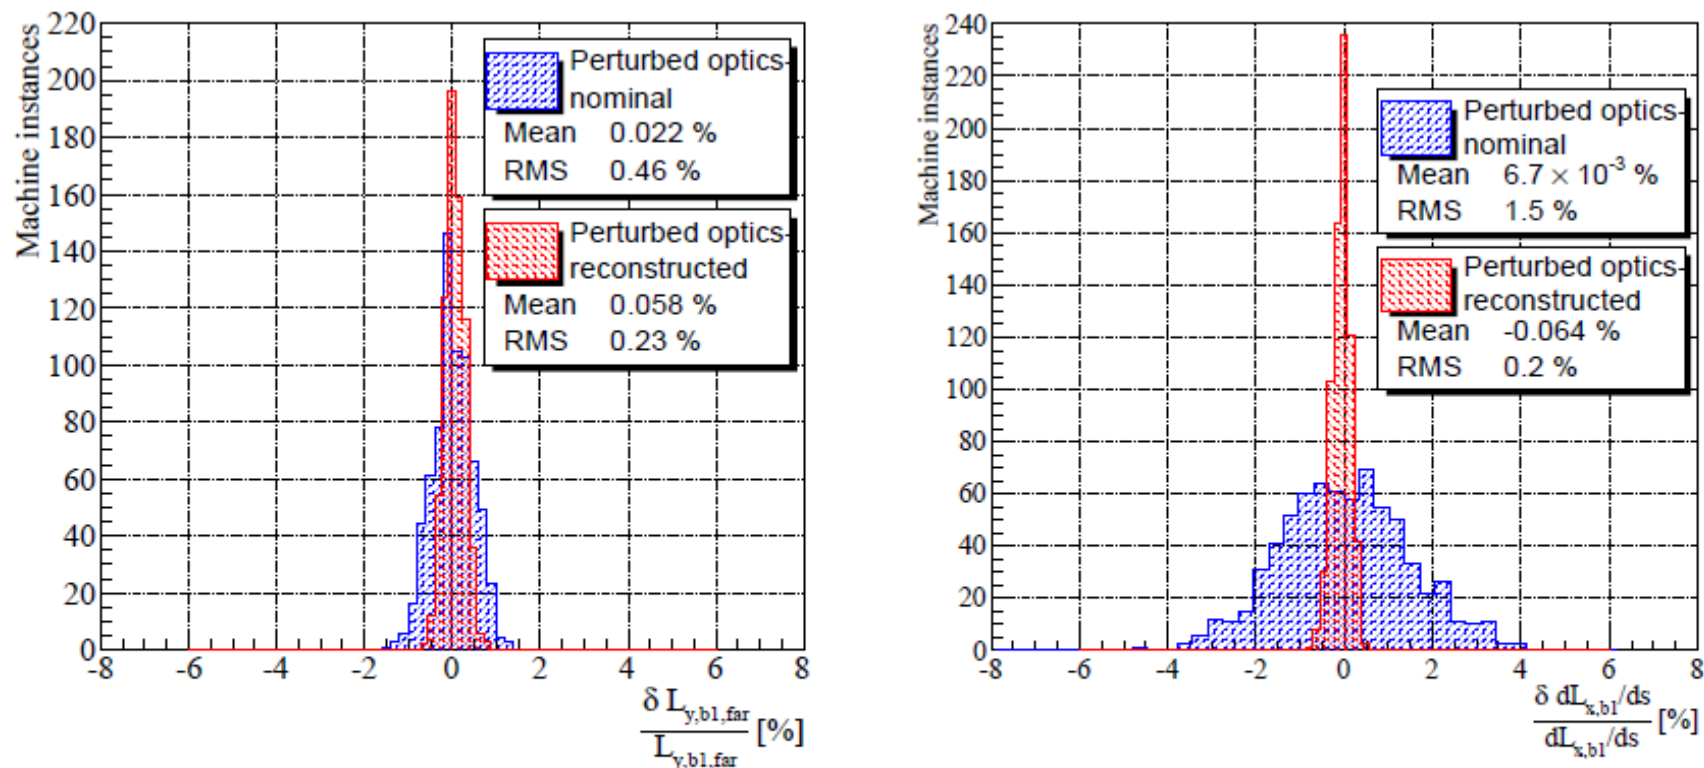 220
200
180
160
140
120
100
80
60
40
20
0
Machine instances
Perturbed optics-
nominal
Mean 0.022 %
RMS 0.46 %
Perturbed optics-
reconstructed
Mean 0.058 %
RMS 0.23 %
-8 -6 -4 -2 0 2 4 6 8
δ L_y,b1,far
L_y,b1,far
[%]
240
220
200
180
160
140
120
100
80
60
40
20
0
Machine instances
Perturbed optics-
nominal
Mean 6.7 × 10⁻³ %
RMS 1.5 %
Perturbed optics-
reconstructed
Mean -0.064 %
RMS 0.2 %
-8 -6 -4 -2 0 2 4 6 8
δ dL_x,b1/ds
dL_x,b1/ds
[%]